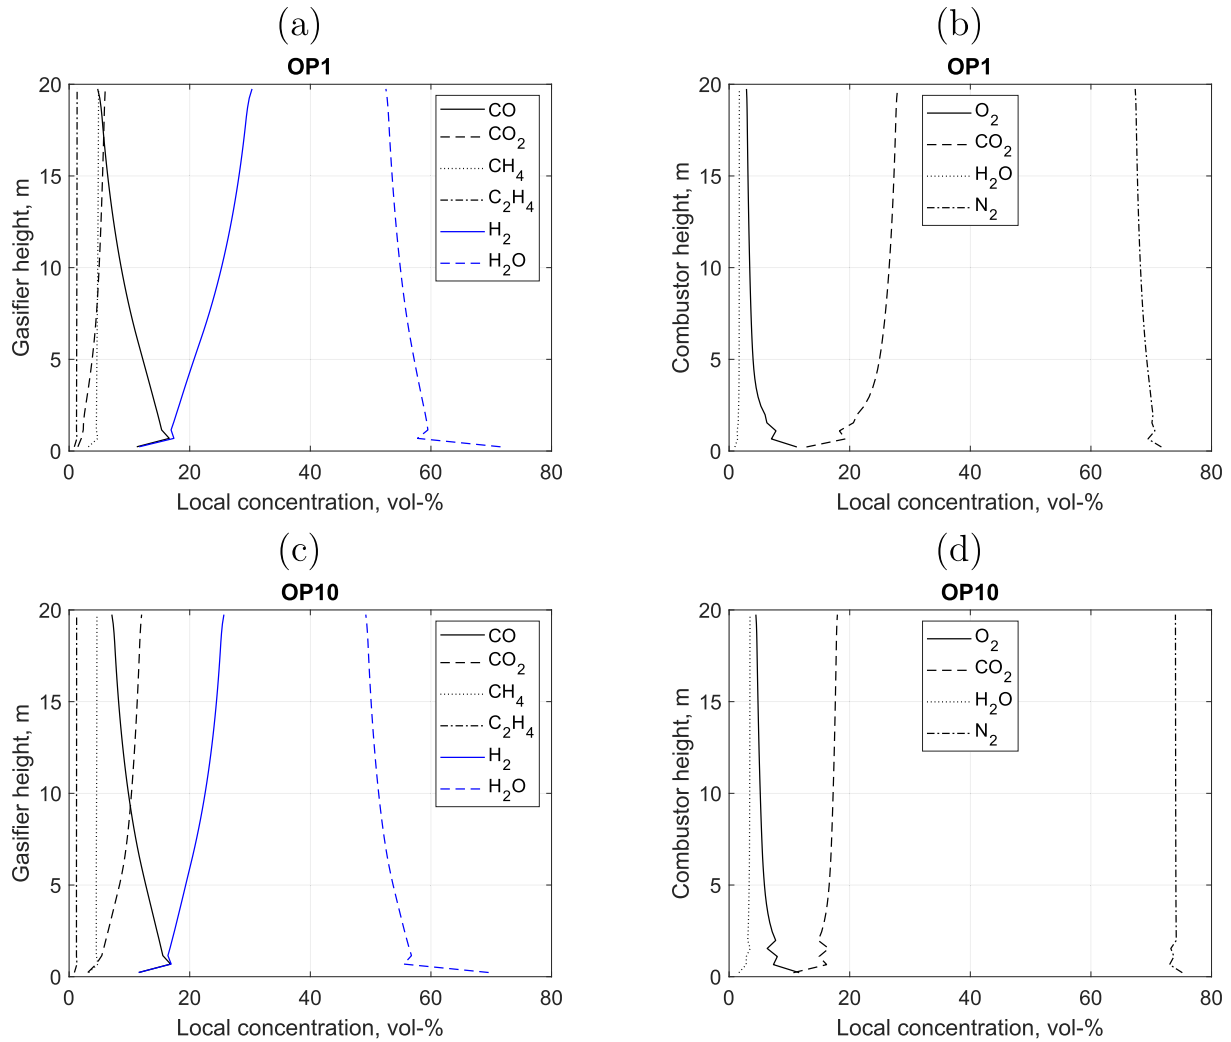 (a)
OP1
20
15
10
5
0
0 20 40 60 80
Gasifier height, m
Local concentration, vol-%
CO
CO2
CH4
C2H4
H2
H2O
(b)
OP1
20
15
10
5
0
0 20 40 60 80
Combustor height, m
Local concentration, vol-%
O2
CO2
H2O
N2
(c)
OP10
20
15
10
5
0
0 20 40 60 80
Gasifier height, m
Local concentration, vol-%
CO
CO2
CH4
C2H4
H2
H2O
(d)
OP10
20
15
10
5
0
0 20 40 60 80
Combustor height, m
Local concentration, vol-%
O2
CO2
H2O
N2